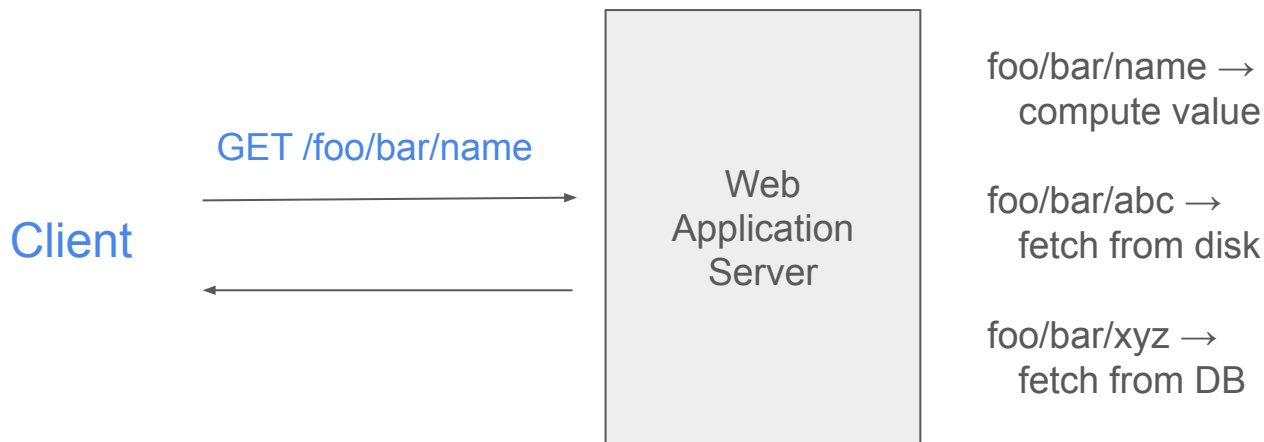 GET /foo/bar/name
Client
Web
Application
Server
foo/bar/name →
compute value
foo/bar/abc →
fetch from disk
foo/bar/xyz →
fetch from DB